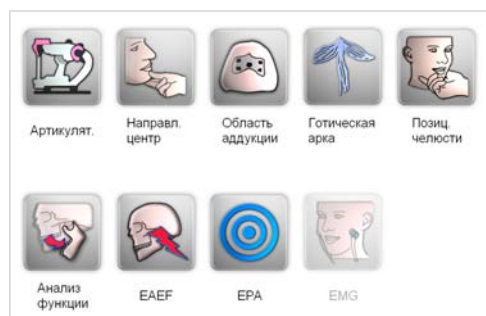 Артикулят.
Направл.
центр
Область
аддукции
Готическая
арка
Позиц.
челюсти
Анализ
функции
EAEF
EPA
EMG